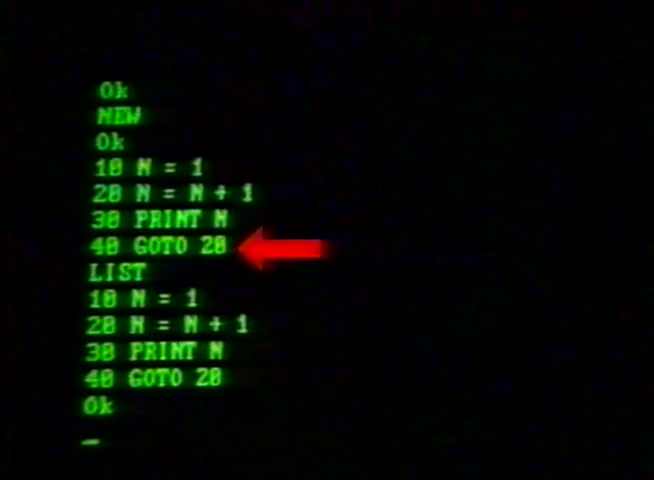 Ok
NEW
Ok
10 N = 1
20 N = N + 1
30 PRINT N
40 GOTO 20
LIST
10 N = 1
20 N = N + 1
30 PRINT N
40 GOTO 20
Ok